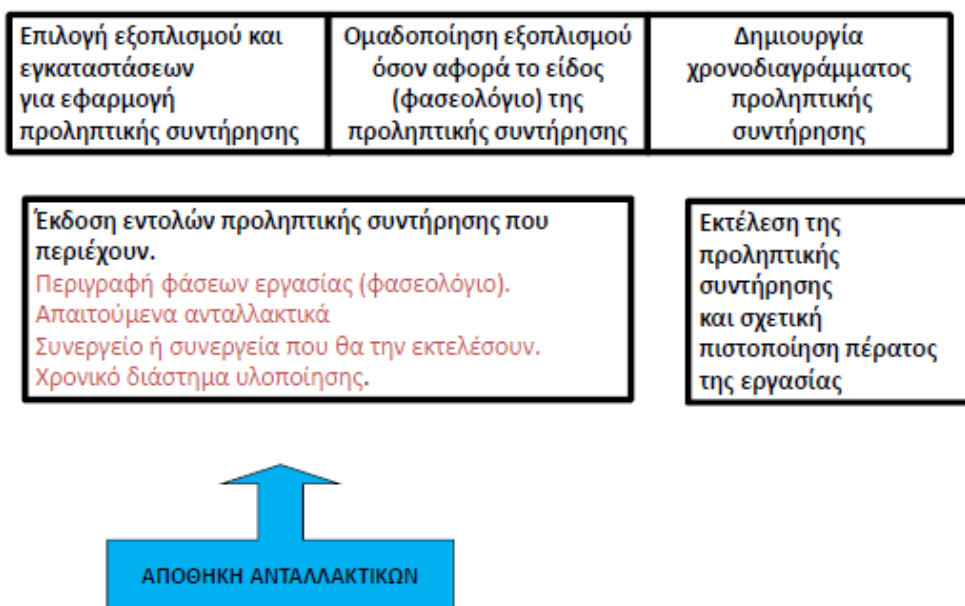 Επιλογή εξοπλισμού και
εγκαταστάσεων
για εφαρμογή
προληπτικής συντήρησης
Ομαδοποίηση εξοπλισμού
όσον αφορά το είδος
(φασεολόγιο) της
προληπτικής συντήρησης
Δημιουργία
χρονοδιαγράμματος
προληπτικής
συντήρησης
Έκδοση εντολών προληπτικής συντήρησης που
περιέχουν.
Περιγραφή φάσεων εργασίας (φασεολόγιο).
Απαιτούμενα ανταλλακτικά
Συνεργείο ή συνεργεία που θα την εκτελέσουν.
Χρονικό διάστημα υλοποίησης.
Εκτέλεση της
προληπτικής
συντήρησης
και σχετική
πιστοποίηση πέρατος
της εργασίας
ΑΠΟΘΗΚΗ ΑΝΤΑΛΛΑΚΤΙΚΩΝ